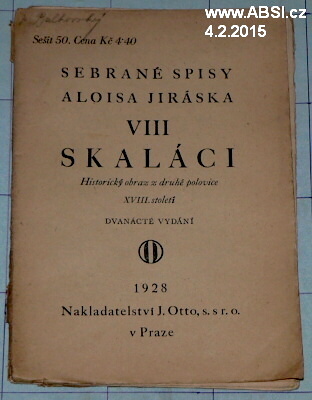 www.ABSI.cz
4.2.2015
Sešit 50. Cena Kč 4·40
SEBRANÉ SPISY
ALOISA JIRÁSKA
VIII
SKALÁCI
Historický obraz z druhé polovice
XVIII. století
DVANÁCTÉ VYDÁNÍ
1928
Nakladatelství J. Otto, s. s r. o.
v Praze